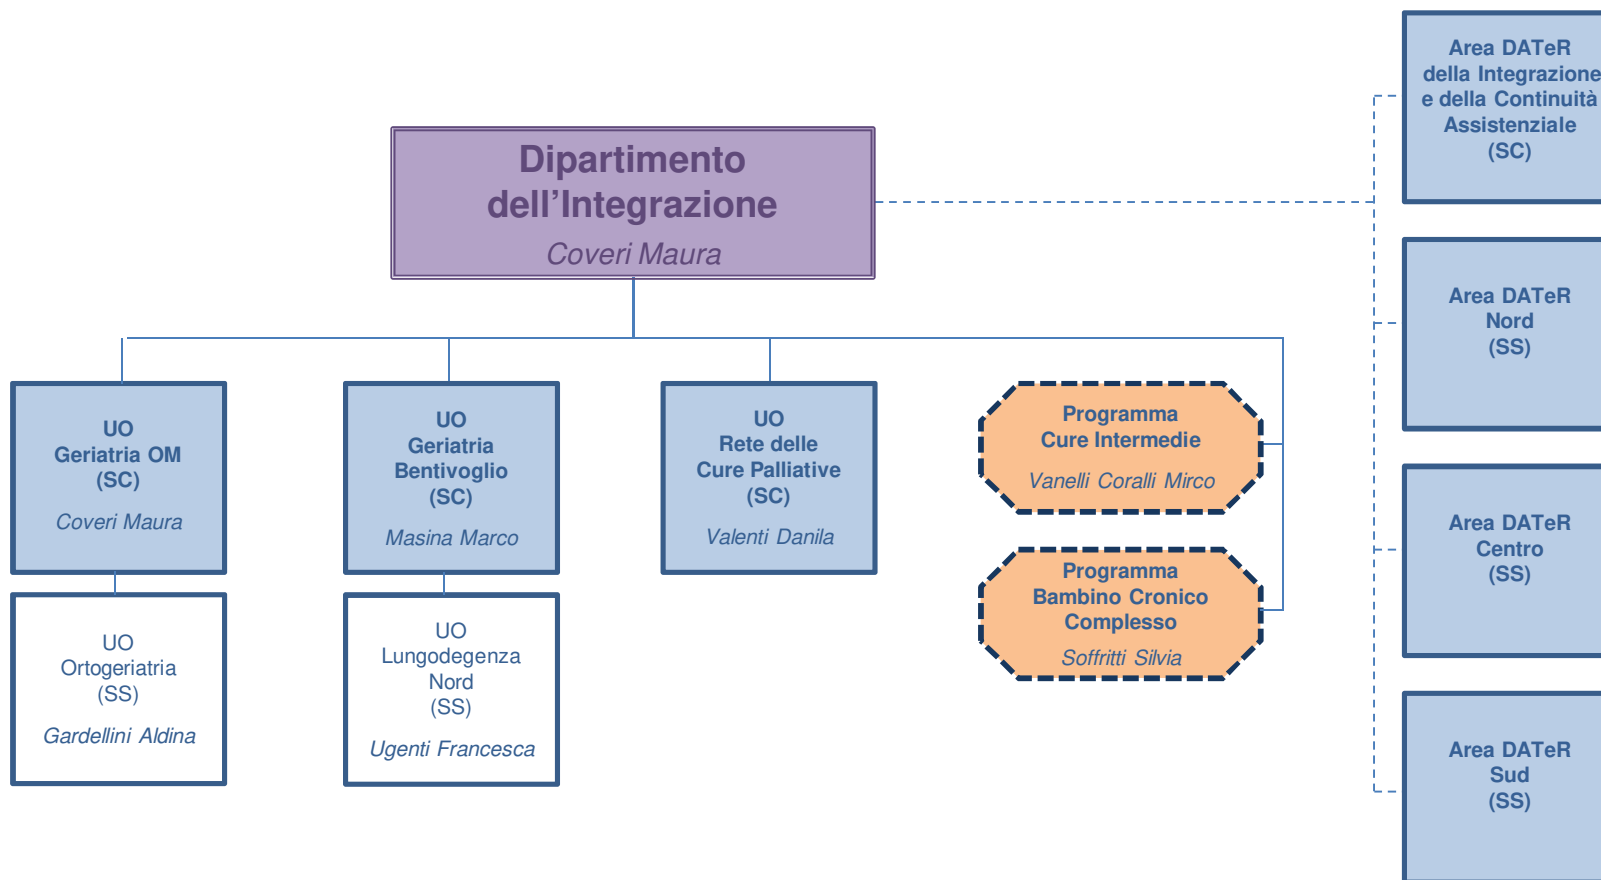 Dipartimento
dell’Integrazione
Coveri Maura
UO
Geriatria OM
(SC)
Coveri Maura
UO
Ortogeriatria
(SS)
Gardellini Aldina
UO
Geriatria
Bentivoglio
(SC)
Masina Marco
UO
Lungodegenza
Nord
(SS)
Ugenti Francesca
UO
Rete delle
Cure Palliative
(SC)
Valenti Danila
Programma
Cure Intermedie
Vanelli Coralli Mirco
Programma
Bambino Cronico
Complesso
Soffritti Silvia
Area DATeR
della Integrazione
e della Continuità
Assistenziale
(SC)
Area DATeR
Nord
(SS)
Area DATeR
Centro
(SS)
Area DATeR
Sud
(SS)